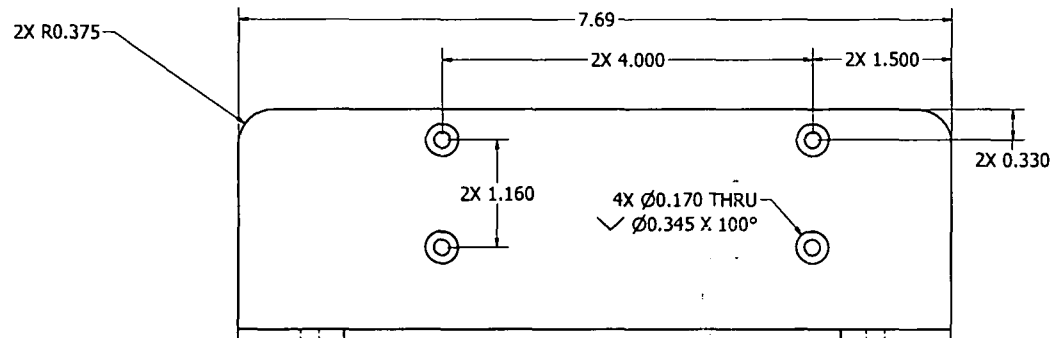 7.69
2X R0.375
2X 4.000
2X 1.500
2X 0.330
2X 1.160
4X Ø0.170 THRU
⌵ Ø0.345 X 100°